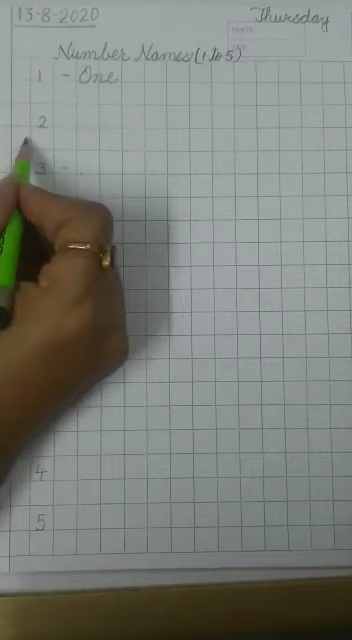 13-8-2020 Thursday
Number Names (1 to 5)
1 - One
2
3 -
4
5